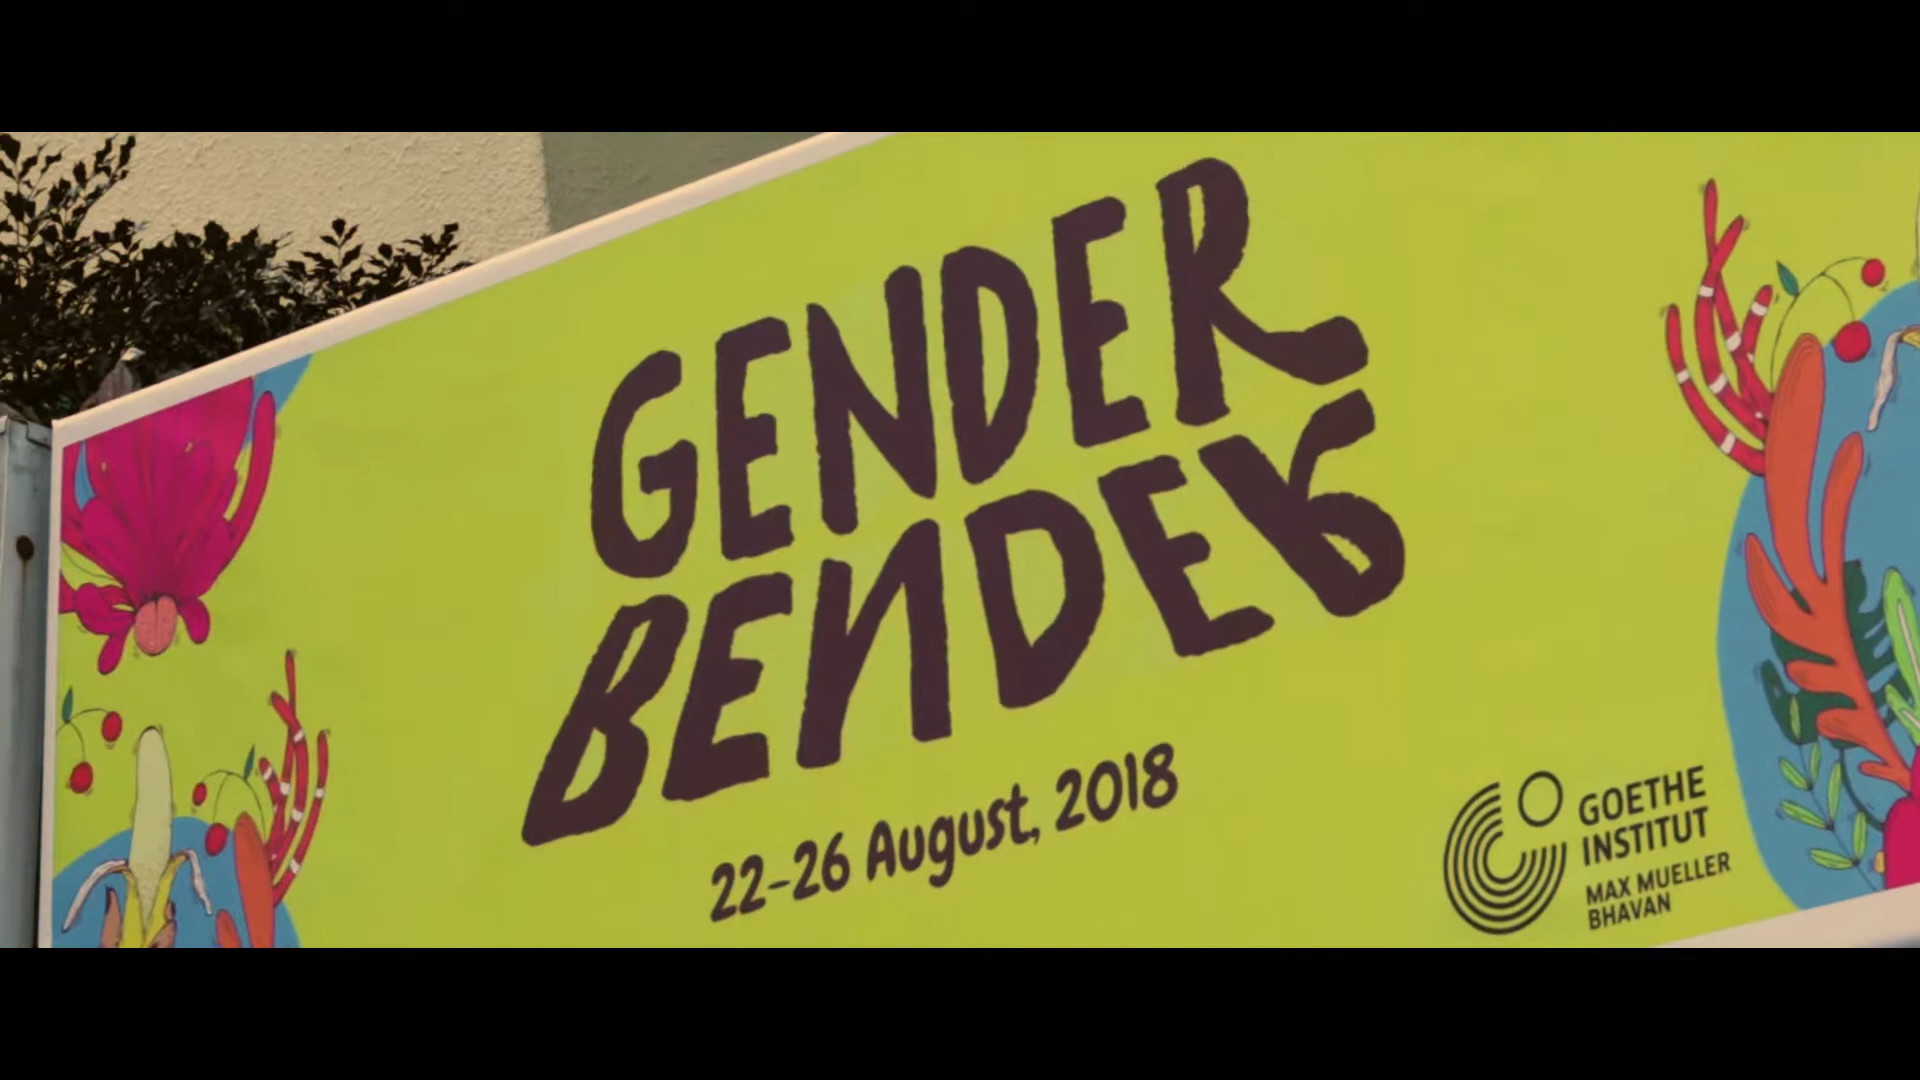 GENDER
BENDER
22-26 August, 2018
GOETHE
INSTITUT
MAX MUELLER
BHAVAN